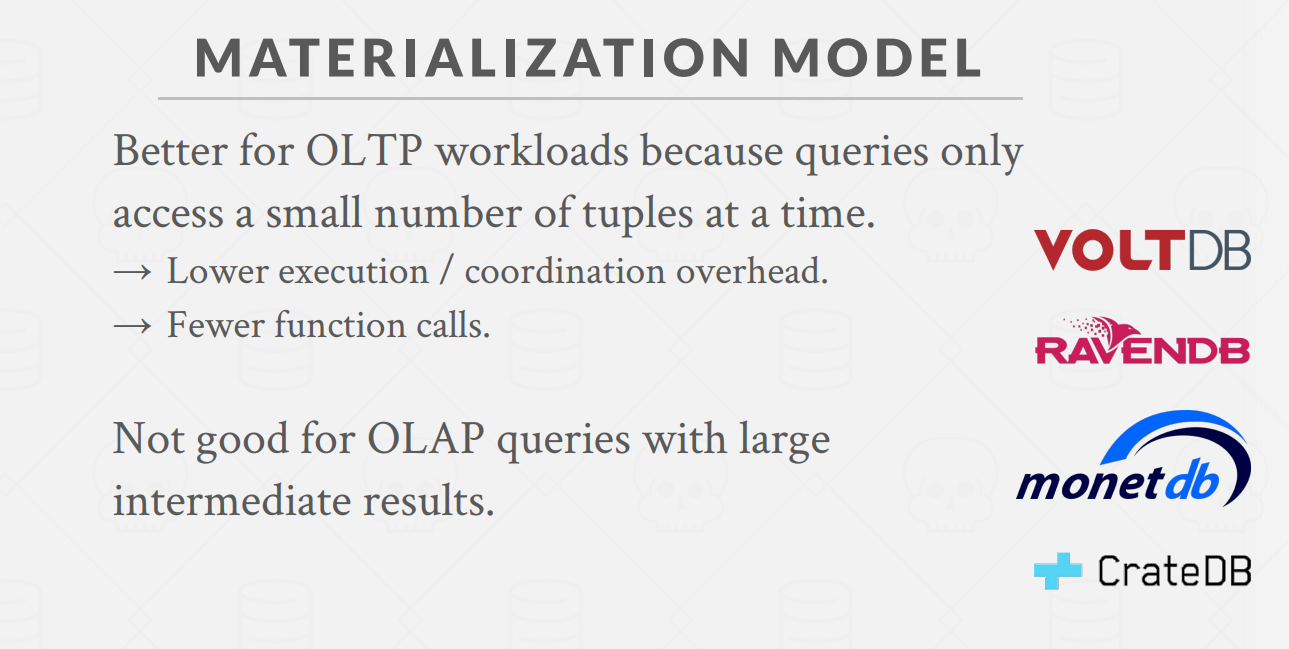 MATERIALIZATION MODEL
Better for OLTP workloads because queries only
access a small number of tuples at a time.
→ Lower execution / coordination overhead.
→ Fewer function calls.
Not good for OLAP queries with large
intermediate results.
VOLTDB
RAVENDB
monetdb
CrateDB